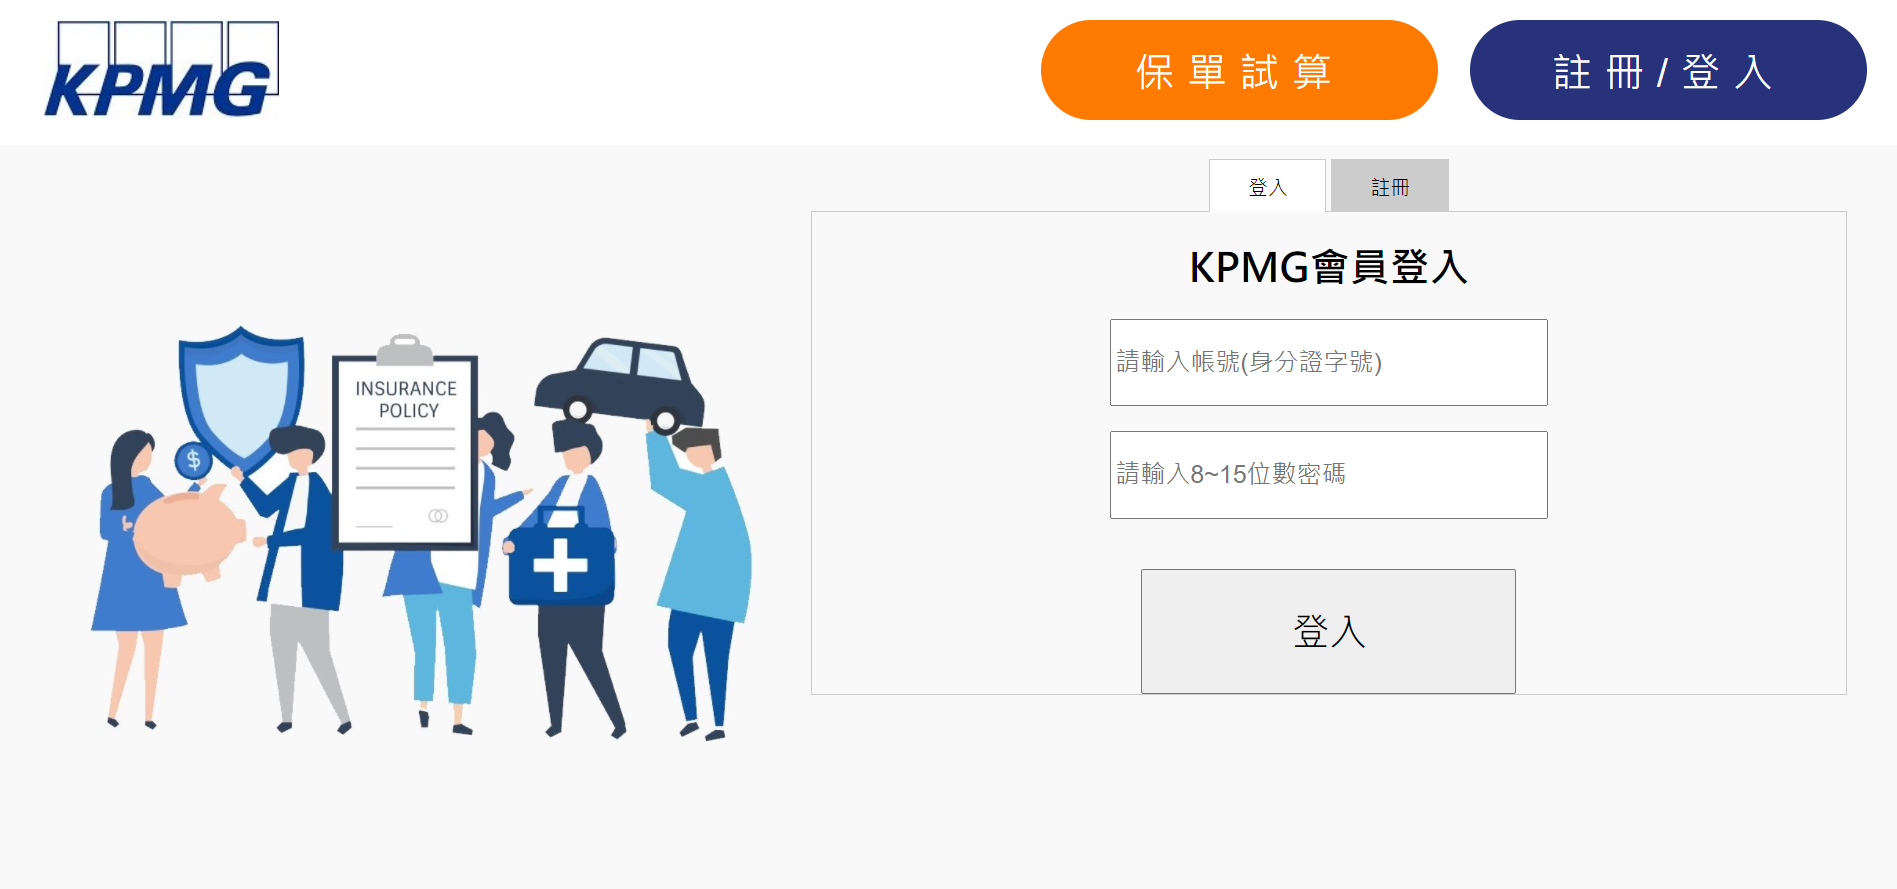 KPMG
保單試算
註冊/登入
登入
註冊
KPMG會員登入
請輸入帳號(身分證字號)
請輸入8~15位數密碼
登入
INSURANCE
POLICY
$